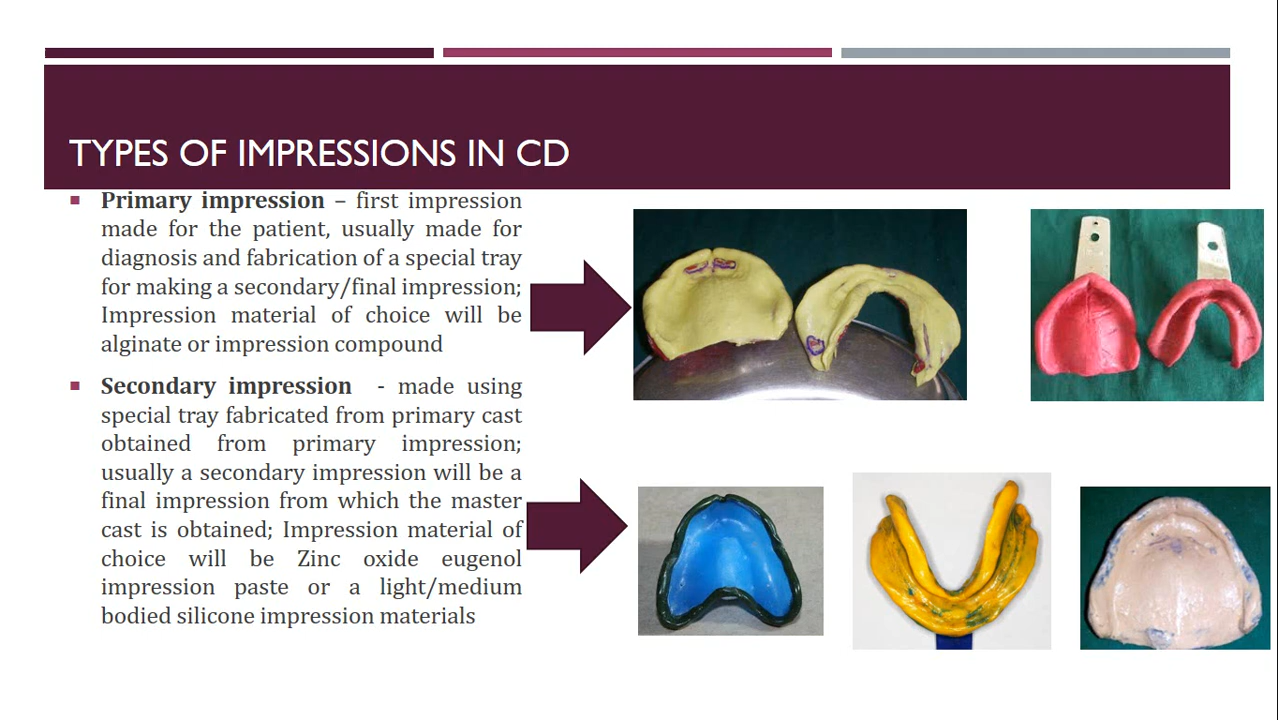 TYPES OF IMPRESSIONS IN CD
Primary impression – first impression
made for the patient, usually made for
diagnosis and fabrication of a special tray
for making a secondary/final impression;
Impression material of choice will be
alginate or impression compound
Secondary impression - made using
special tray fabricated from primary cast
obtained from primary impression;
usually a secondary impression will be a
final impression from which the master
cast is obtained; Impression material of
choice will be Zinc oxide eugenol
impression paste or a light/medium
bodied silicone impression materials